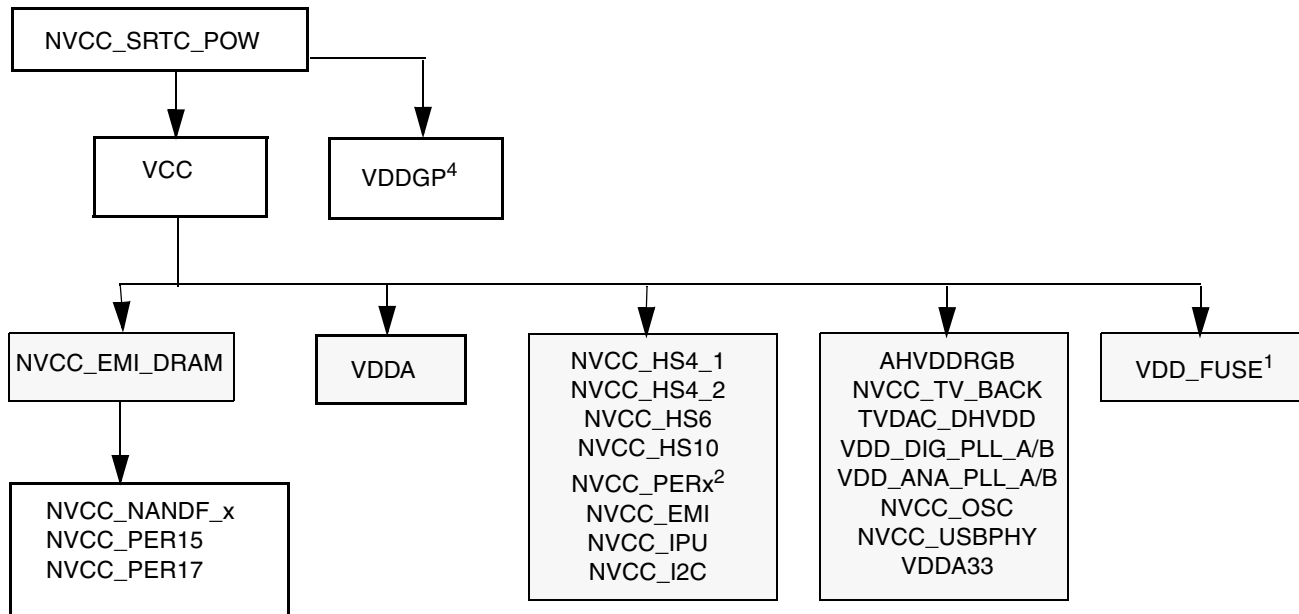 NVCC_SRTC_POW
VCC
VDDGP4
NVCC_EMI_DRAM
VDDA
NVCC_HS4_1
NVCC_HS4_2
NVCC_HS6
NVCC_HS10
NVCC_PERx2
NVCC_EMI
NVCC_IPU
NVCC_I2C
AHVDDRGB
NVCC_TV_BACK
TVDAC_DHVDD
VDD_DIG_PLL_A/B
VDD_ANA_PLL_A/B
NVCC_OSC
NVCC_USBPHY
VDDA33
VDD_FUSE1
NVCC_NANDF_x
NVCC_PER15
NVCC_PER17